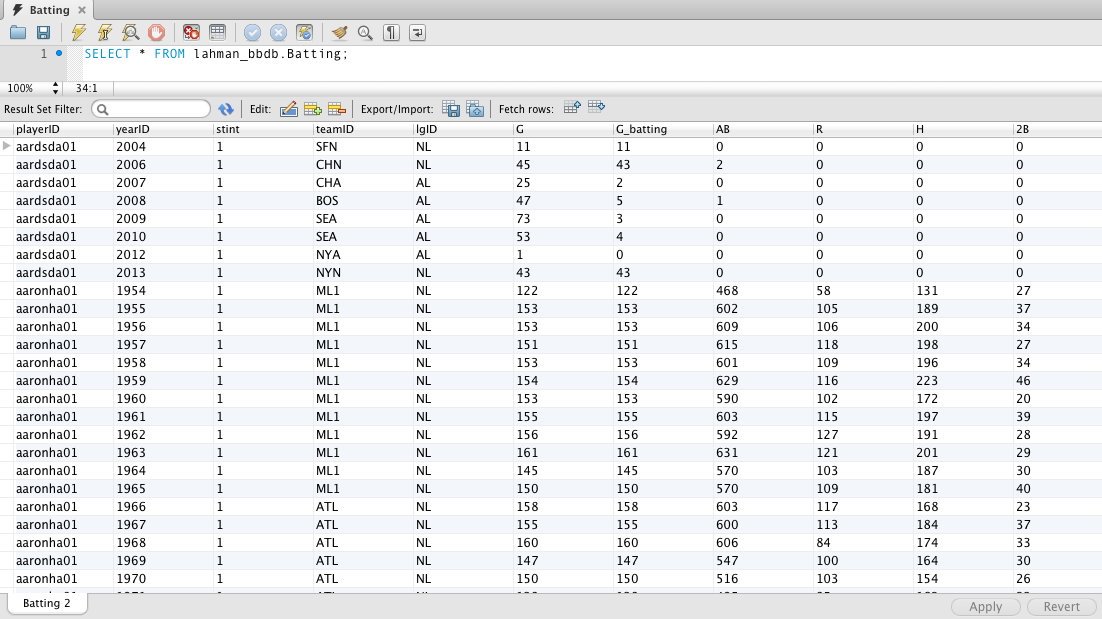 Batting
1 SELECT * FROM lahman_bbdb.Batting;
100% 34:1
Result Set Filter: Edit: Export/Import: Fetch rows:
playerID yearID stint teamID lgID G G_batting AB R H 2B
aardsda01 2004 1 SFN NL 11 11 0 0 0 0
aardsda01 2006 1 CHN NL 45 43 2 0 0 0
aardsda01 2007 1 CHA AL 25 2 0 0 0 0
aardsda01 2008 1 BOS AL 47 5 1 0 0 0
aardsda01 2009 1 SEA AL 73 3 0 0 0 0
aardsda01 2010 1 SEA AL 53 4 0 0 0 0
aardsda01 2012 1 NYA AL 1 0 0 0 0 0
aardsda01 2013 1 NYN NL 43 43 0 0 0 0
aaronha01 1954 1 ML1 NL 122 122 468 58 131 27
aaronha01 1955 1 ML1 NL 153 153 602 105 189 37
aaronha01 1956 1 ML1 NL 153 153 609 106 200 34
aaronha01 1957 1 ML1 NL 151 151 615 118 198 27
aaronha01 1958 1 ML1 NL 153 153 601 109 196 34
aaronha01 1959 1 ML1 NL 154 154 629 116 223 46
aaronha01 1960 1 ML1 NL 153 153 590 102 172 20
aaronha01 1961 1 ML1 NL 155 155 603 115 197 39
aaronha01 1962 1 ML1 NL 156 156 592 127 191 28
aaronha01 1963 1 ML1 NL 161 161 631 121 201 29
aaronha01 1964 1 ML1 NL 145 145 570 103 187 30
aaronha01 1965 1 ML1 NL 150 150 570 109 181 40
aaronha01 1966 1 ATL NL 158 158 603 117 168 23
aaronha01 1967 1 ATL NL 155 155 600 113 184 37
aaronha01 1968 1 ATL NL 160 160 606 84 174 33
aaronha01 1969 1 ATL NL 147 147 547 100 164 30
aaronha01 1970 1 ATL NL 150 150 516 103 154 26
Batting 2 Apply Revert